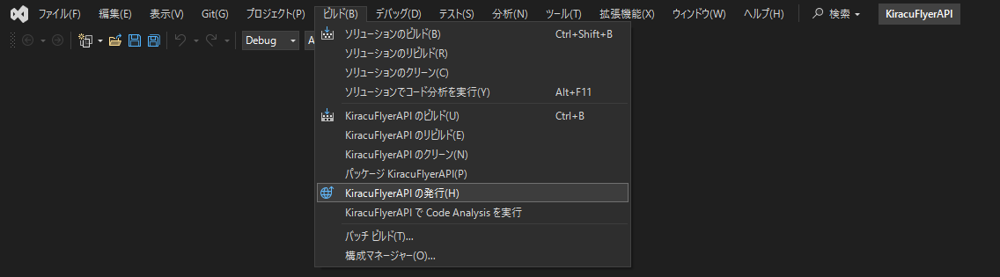 ファイル(F) 編集(E) 表示(V) Git(G) プロジェクト(P) ビルド(B) デバッグ(D) テスト(S) 分析(N) ツール(T) 拡張機能(X) ウィンドウ(W) ヘルプ(H) 検索 KiracuFlyerAPI
Debug A
ソリューションのビルド(B) Ctrl+Shift+B
ソリューションのリビルド(R)
ソリューションのクリーン(C)
ソリューションでコード分析を実行(Y) Alt+F11
KiracuFlyerAPI のビルド(U) Ctrl+B
KiracuFlyerAPI のリビルド(E)
KiracuFlyerAPI のクリーン(N)
パッケージ KiracuFlyerAPI(P)
KiracuFlyerAPI の発行(H)
KiracuFlyerAPI で Code Analysis を実行
バッチ ビルド(T)...
構成マネージャー(O)...